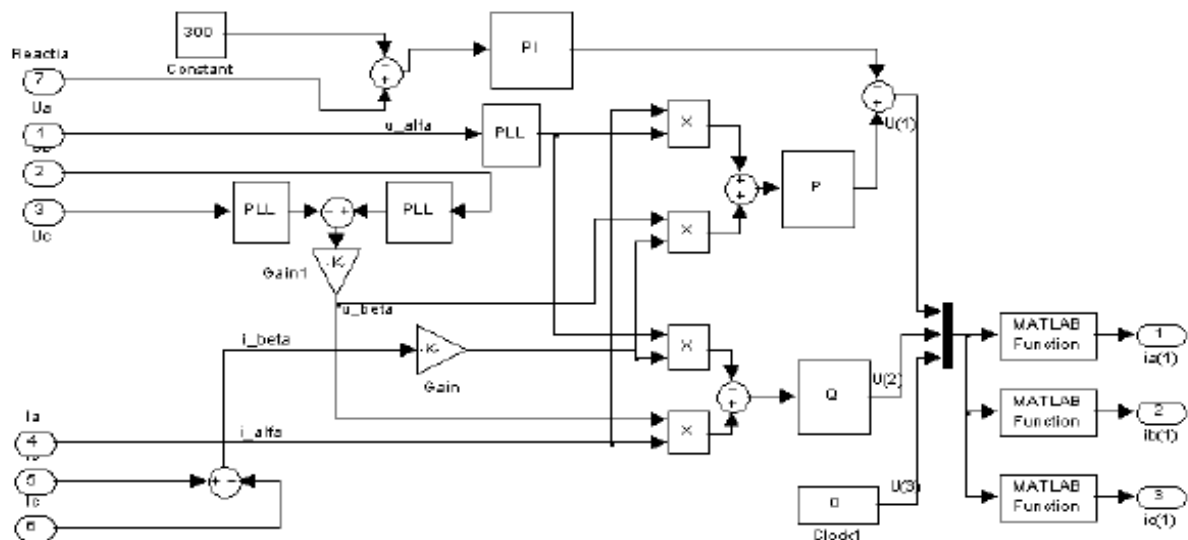 300
PI
Reactia
7
Constant
Ua
u_alfa
PLL
×
U(1)
1
2
P
3
PLL
PLL
×
Uc
-K-
Gain1
u_beta
i_beta
-K-
×
MATLAB
Function
1
ia(1)
Gain
Q
U(2)
Ia
i_alfa
×
MATLAB
Function
2
ib(1)
4
5
Ic
6
0
U(3)
Clock1
MATLAB
Function
3
ic(1)